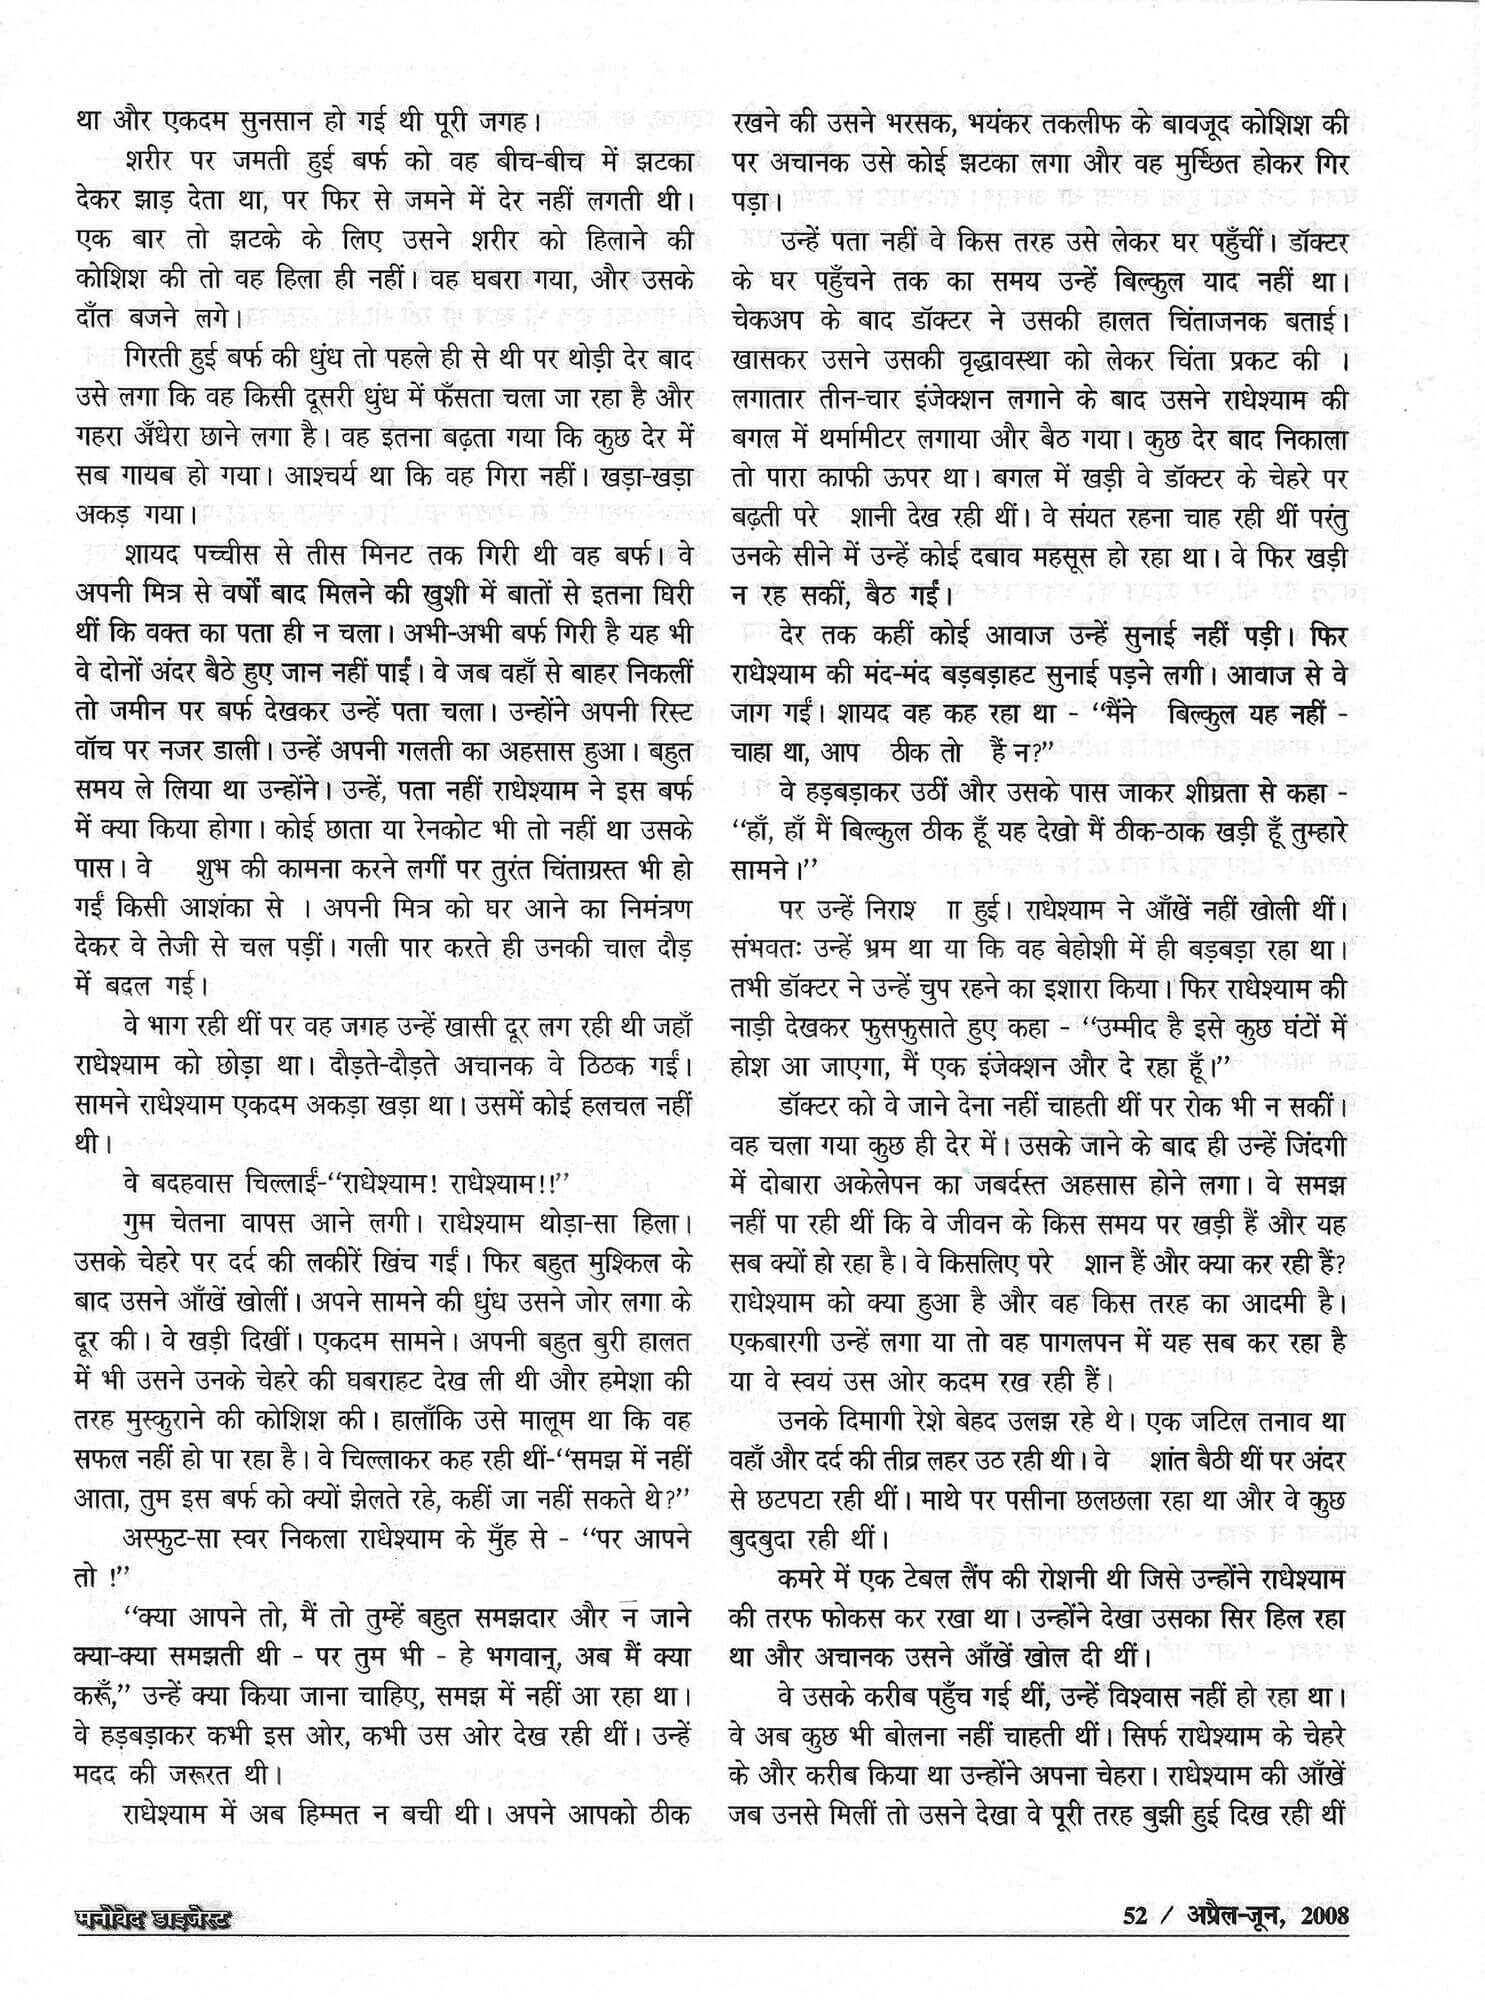 था और एकदम सुनसान हो गई थी पूरी जगह।
शरीर पर जमती हुई बर्फ को वह बीच-बीच में झटका
देकर झाड़ देता था, पर फिर से जमने में देर नहीं लगती थी।
एक बार तो झटके के लिए उसने शरीर को हिलाने की
कोशिश की तो वह हिला ही नहीं। वह घबरा गया, और उसके
दाँत बजने लगे।
गिरती हुई बर्फ की धुंध तो पहले ही से थी पर थोड़ी देर बाद
उसे लगा कि वह किसी दूसरी धुंध में फँसता चला जा रहा है और
गहरा अँधेरा छाने लगा है। वह इतना बढ़ता गया कि कुछ देर में
सब गायब हो गया। आश्चर्य था कि वह गिरा नहीं। खड़ा-खड़ा
अकड़ गया।
शायद पच्चीस से तीस मिनट तक गिरी थी वह बर्फ। वे
अपनी मित्र से वर्षों बाद मिलने की खुशी में बातों से इतना घिरी
थीं कि वक्त का पता ही न चला। अभी-अभी बर्फ गिरी है यह भी
वे दोनों अंदर बैठे हुए जान नहीं पाईं। वे जब वहाँ से बाहर निकलीं
तो जमीन पर बर्फ देखकर उन्हें पता चला। उन्होंने अपनी रिस्ट
वॉच पर नजर डाली। उन्हें अपनी गलती का अहसास हुआ। बहुत
समय ले लिया था उन्होंने। उन्हें, पता नहीं राधेश्याम ने इस बर्फ
में क्या किया होगा। कोई छाता या रेनकोट भी तो नहीं था उसके
पास। वे शुभ की कामना करने लगीं पर तुरंत चिंताग्रस्त भी हो
गईं किसी आशंका से । अपनी मित्र को घर आने का निमंत्रण
देकर वे तेजी से चल पड़ीं। गली पार करते ही उनकी चाल दौड़
में बदल गई।
वे भाग रही थीं पर वह जगह उन्हें खासी दूर लग रही थी जहाँ
राधेश्याम को छोड़ा था। दौड़ते-दौड़ते अचानक वे ठिठक गईं।
सामने राधेश्याम एकदम अकड़ा खड़ा था। उसमें कोई हलचल नहीं
थी।
वे बदहवास चिल्लाईं-“राधेश्याम! राधेश्याम!!”
गुम चेतना वापस आने लगी। राधेश्याम थोड़ा-सा हिला।
उसके चेहरे पर दर्द की लकीरें खिंच गईं। फिर बहुत मुश्किल के
बाद उसने आँखें खोलीं। अपने सामने की धुंध उसने जोर लगा के
दूर की। वे खड़ी दिखीं। एकदम सामने। अपनी बहुत बुरी हालत
में भी उसने उनके चेहरे की घबराहट देख ली थी और हमेशा की
तरह मुस्कुराने की कोशिश की। हालाँकि उसे मालूम था कि वह
सफल नहीं हो पा रहा है। वे चिल्लाकर कह रही थीं-“समझ में नहीं
आता, तुम इस बर्फ को क्यों झेलते रहे, कहीं जा नहीं सकते थे?”
अस्फुट-सा स्वर निकला राधेश्याम के मुँह से - “पर आपने
तो !”
“क्या आपने तो, मैं तो तुम्हें बहुत समझदार और न जाने
क्या-क्या समझती थी - पर तुम भी - हे भगवान्, अब मैं क्या
करूँ,” उन्हें क्या किया जाना चाहिए, समझ में नहीं आ रहा था।
वे हड़बड़ाकर कभी इस ओर, कभी उस ओर देख रही थीं। उन्हें
मदद की जरूरत थी।
राधेश्याम में अब हिम्मत न बची थी। अपने आपको ठीक
रखने की उसने भरसक, भयंकर तकलीफ के बावजूद कोशिश की
पर अचानक उसे कोई झटका लगा और वह मुर्च्छित होकर गिर
पड़ा।
उन्हें पता नहीं वे किस तरह उसे लेकर घर पहुँचीं। डॉक्टर
के घर पहुँचने तक का समय उन्हें बिल्कुल याद नहीं था।
चेकअप के बाद डॉक्टर ने उसकी हालत चिंताजनक बताई।
खासकर उसने उसकी वृद्धावस्था को लेकर चिंता प्रकट की ।
लगातार तीन-चार इंजेक्शन लगाने के बाद उसने राधेश्याम की
बगल में थर्मामीटर लगाया और बैठ गया। कुछ देर बाद निकाला
तो पारा काफी ऊपर था। बगल में खड़ी वे डॉक्टर के चेहरे पर
बढ़ती परे शानी देख रही थीं। वे संयत रहना चाह रही थीं परंतु
उनके सीने में उन्हें कोई दबाव महसूस हो रहा था। वे फिर खड़ी
न रह सकीं, बैठ गईं।
देर तक कहीं कोई आवाज उन्हें सुनाई नहीं पड़ी। फिर
राधेश्याम की मंद-मंद बड़बड़ाहट सुनाई पड़ने लगी। आवाज से वे
जाग गईं। शायद वह कह रहा था - “मैंने बिल्कुल यह नहीं -
चाहा था, आप ठीक तो हैं न?”
वे हड़बड़ाकर उठीं और उसके पास जाकर शीघ्रता से कहा -
“हाँ, हाँ मैं बिल्कुल ठीक हूँ यह देखो मैं ठीक-ठाक खड़ी हूँ तुम्हारे
सामने।”
पर उन्हें निराश ाा हुई। राधेश्याम ने आँखें नहीं खोली थीं।
संभवतः उन्हें भ्रम था या कि वह बेहोशी में ही बड़बड़ा रहा था।
तभी डॉक्टर ने उन्हें चुप रहने का इशारा किया। फिर राधेश्याम की
नाड़ी देखकर फुसफुसाते हुए कहा - “उम्मीद है इसे कुछ घंटों में
होश आ जाएगा, मैं एक इंजेक्शन और दे रहा हूँ।”
डॉक्टर को वे जाने देना नहीं चाहती थीं पर रोक भी न सकीं।
वह चला गया कुछ ही देर में। उसके जाने के बाद ही उन्हें जिंदगी
में दोबारा अकेलेपन का जबर्दस्त अहसास होने लगा। वे समझ
नहीं पा रही थीं कि वे जीवन के किस समय पर खड़ी हैं और यह
सब क्यों हो रहा है। वे किसलिए परे शान हैं और क्या कर रही हैं?
राधेश्याम को क्या हुआ है और वह किस तरह का आदमी है।
एकबारगी उन्हें लगा या तो वह पागलपन में यह सब कर रहा है
या वे स्वयं उस ओर कदम रख रही हैं।
उनके दिमागी रेशे बेहद उलझ रहे थे। एक जटिल तनाव था
वहाँ और दर्द की तीव्र लहर उठ रही थी। वे शांत बैठी थीं पर अंदर
से छटपटा रही थीं। माथे पर पसीना छलछला रहा था और वे कुछ
बुदबुदा रही थीं।
कमरे में एक टेबल लैंप की रोशनी थी जिसे उन्होंने राधेश्याम
की तरफ फोकस कर रखा था। उन्होंने देखा उसका सिर हिल रहा
था और अचानक उसने आँखें खोल दी थीं।
वे उसके करीब पहुँच गई थीं, उन्हें विश्वास नहीं हो रहा था।
वे अब कुछ भी बोलना नहीं चाहती थीं। सिर्फ राधेश्याम के चेहरे
के और करीब किया था उन्होंने अपना चेहरा। राधेश्याम की आँखें
जब उनसे मिलीं तो उसने देखा वे पूरी तरह बुझी हुई दिख रही थीं
मनोवेद डाइजेस्ट
52 / अप्रैल-जून, 2008